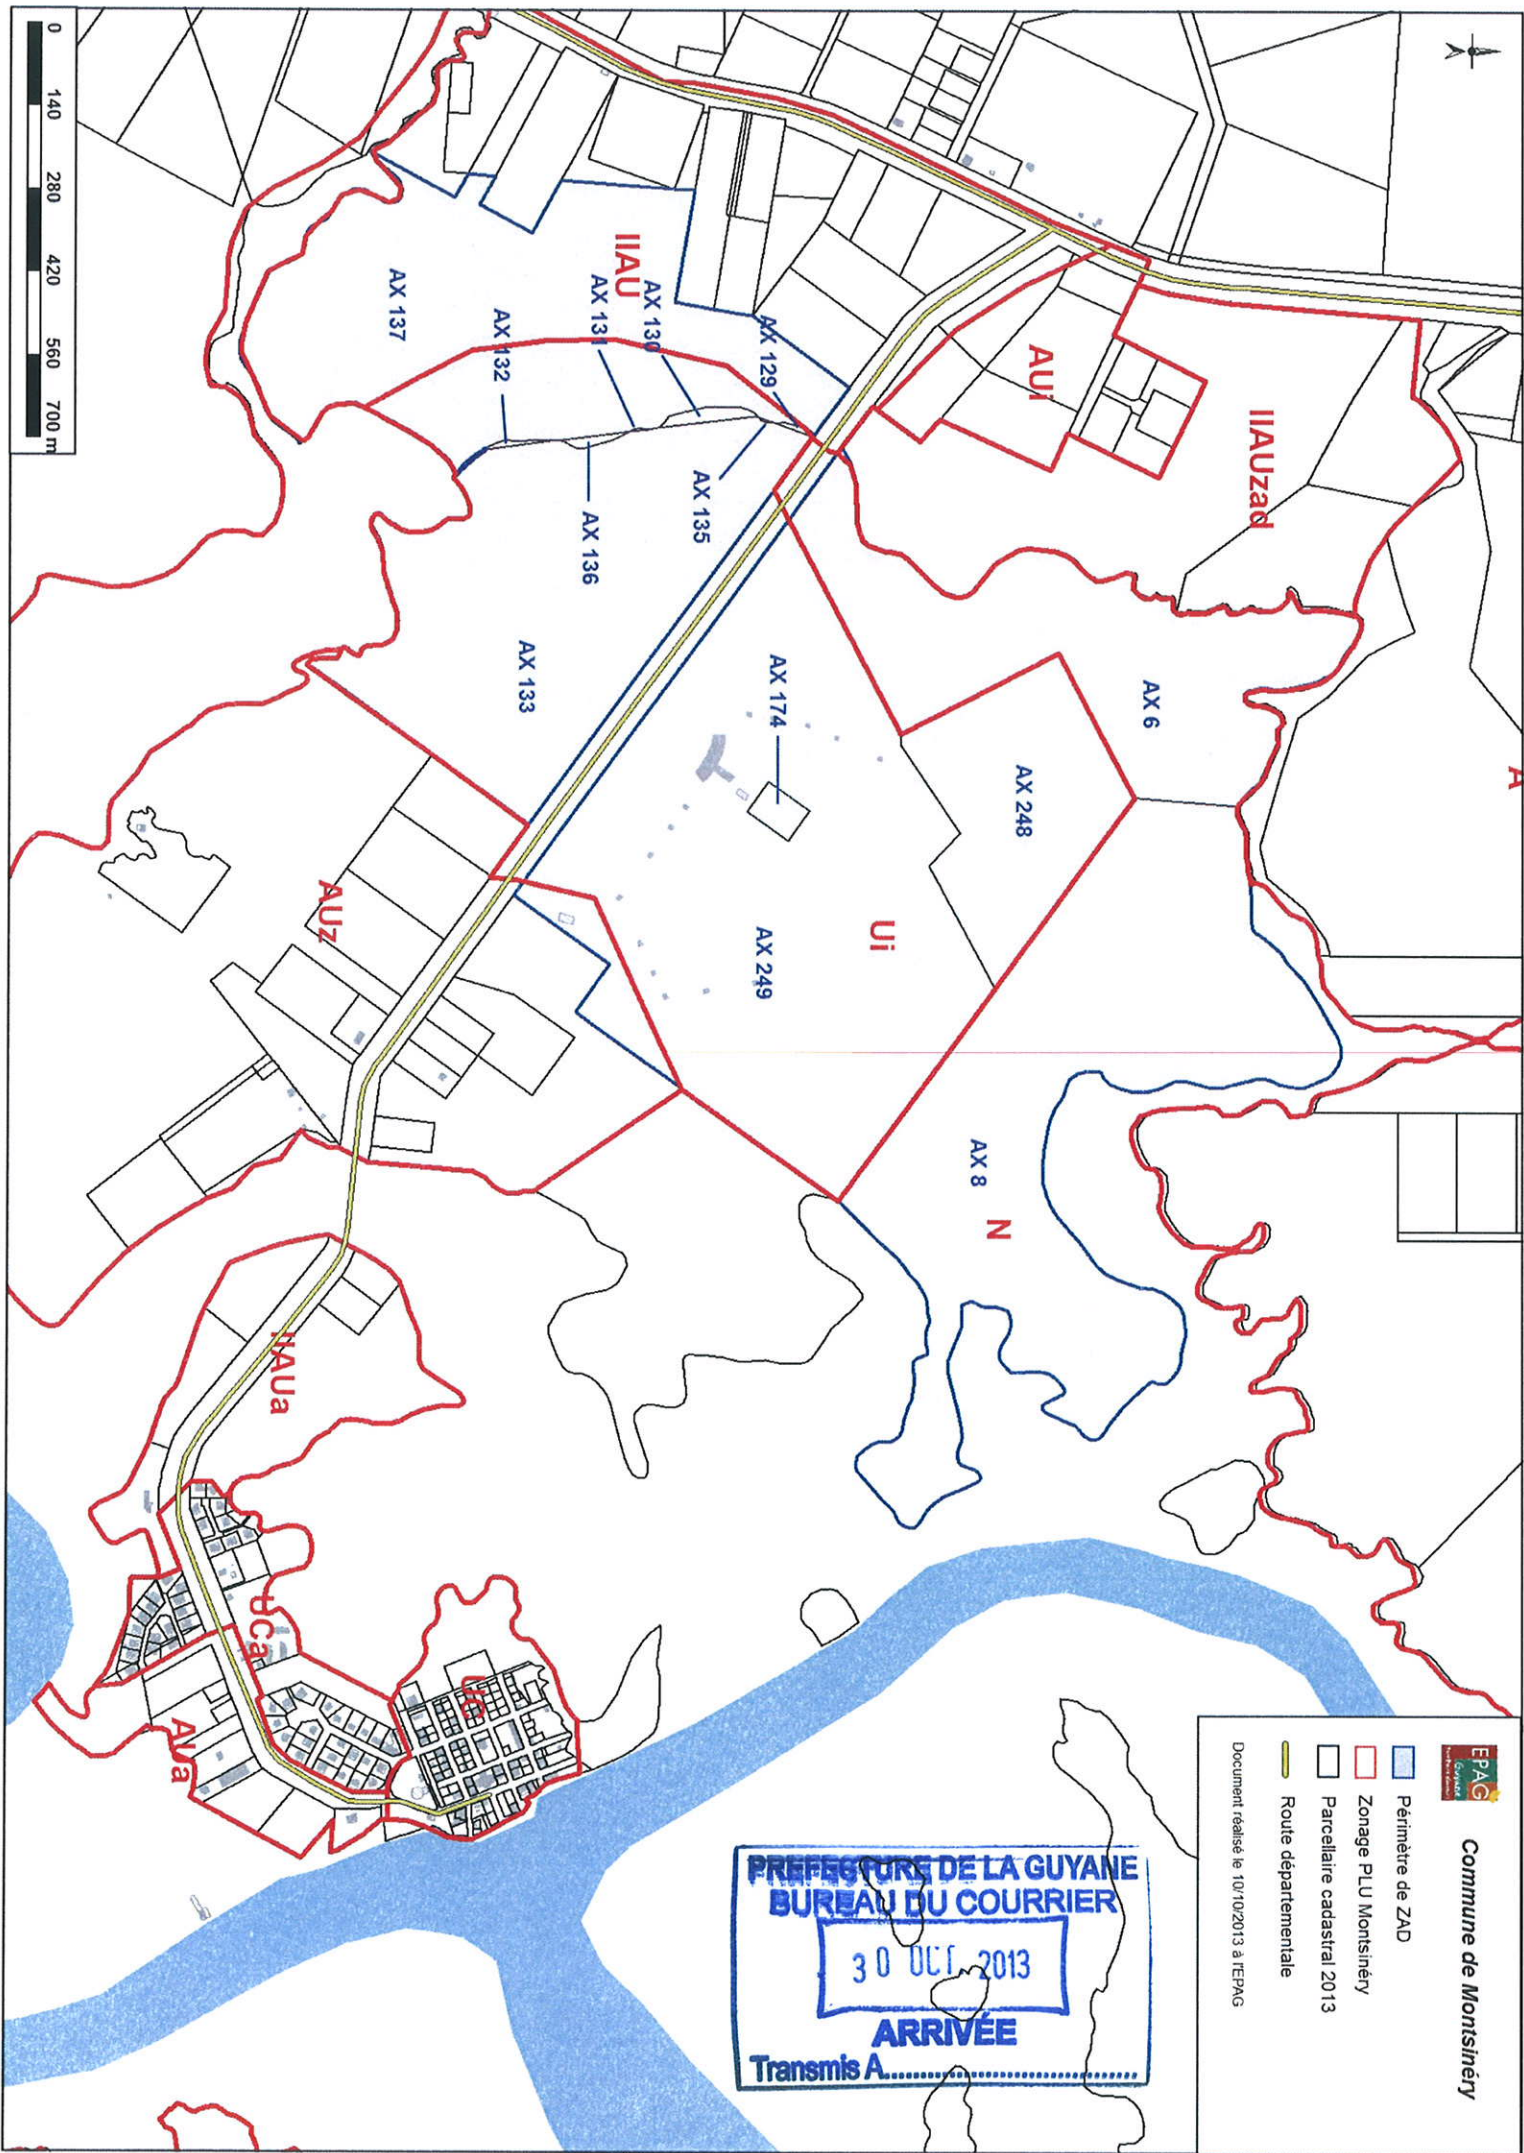 Commune de Montsinéry
EPAG
Guyane
Périmètre de ZAD
Zonage PLU Montsinéry
Parcellaire cadastral 2013
Route départementale
Document réalisé le 10/10/2013 à l'EPAG
0 140 280 420 560 700 m
IIAU
AX 137
AX 132
AX 131
AX 130
AX 129
AX 135
AX 136
AX 133
AUi
IIAUzad
AX 6
A
AX 174
AX 248
Ui
AX 249
AUz
AX 8
N
IIAUa
UCa
UC
AUa
PREFECTURE DE LA GUYANE
BUREAU DU COURRIER
30 OCT. 2013
ARRIVÉE
Transmis A